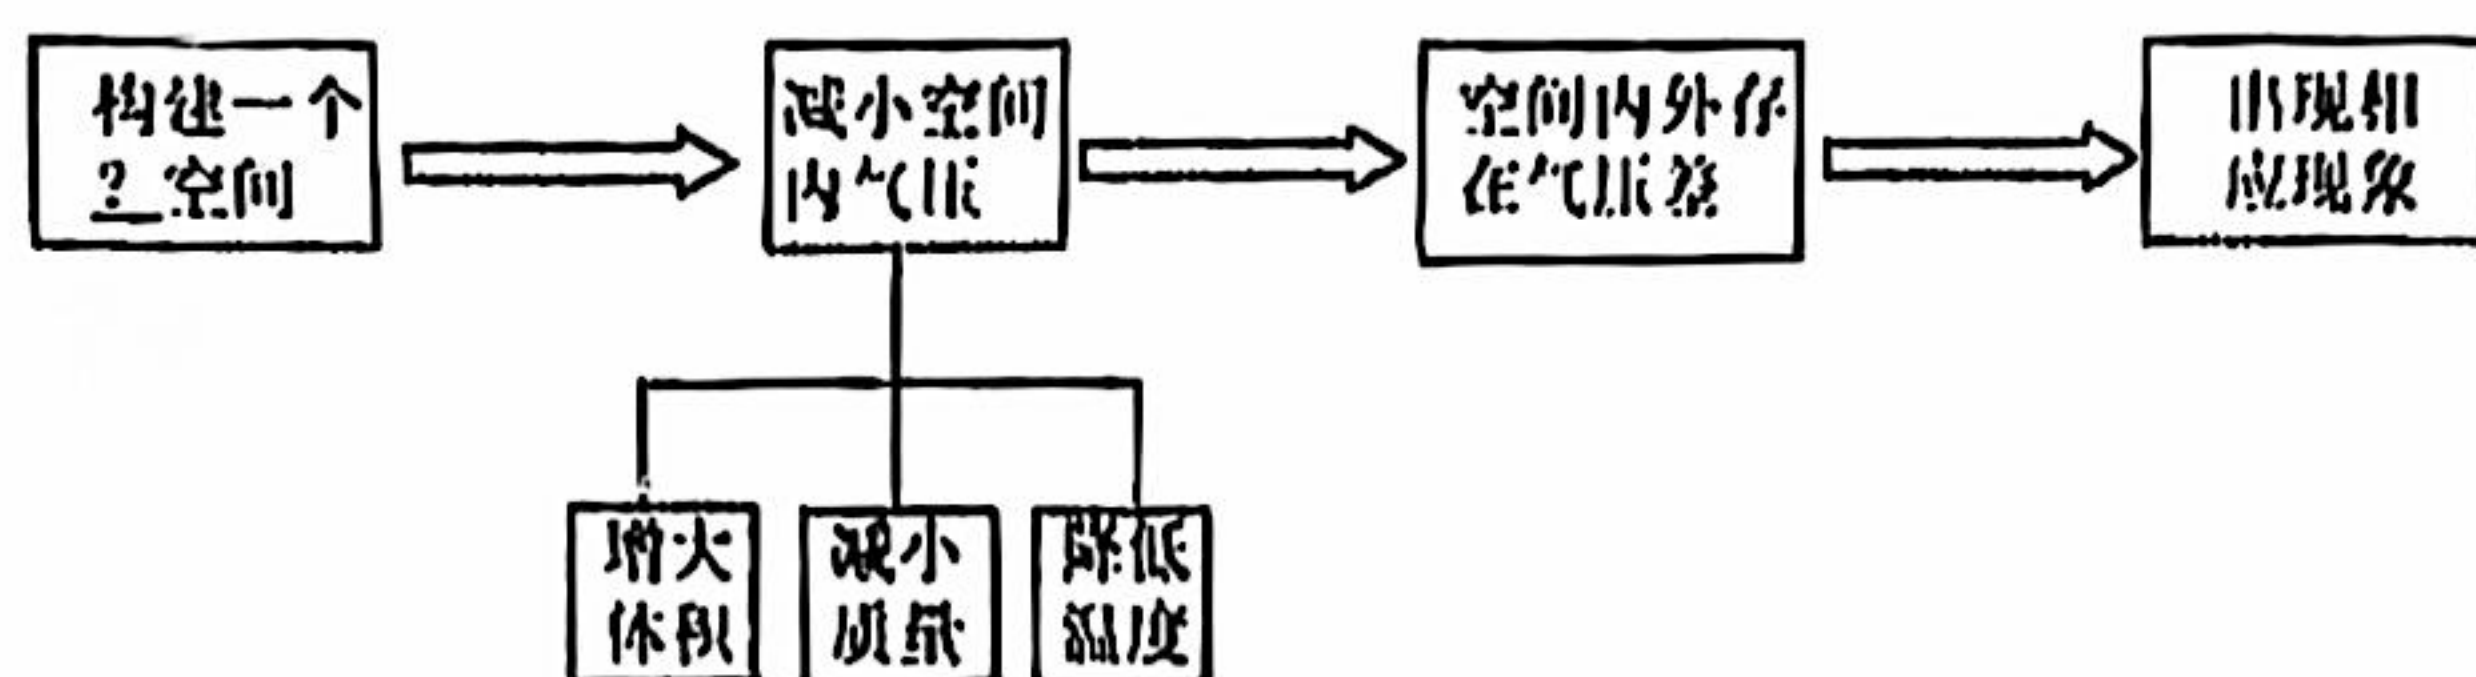 构建一个
?空间
减小空间
内气压
空间内外存
在气压差
出现相
应现象
增大
体积
减小
质量
降低
温度